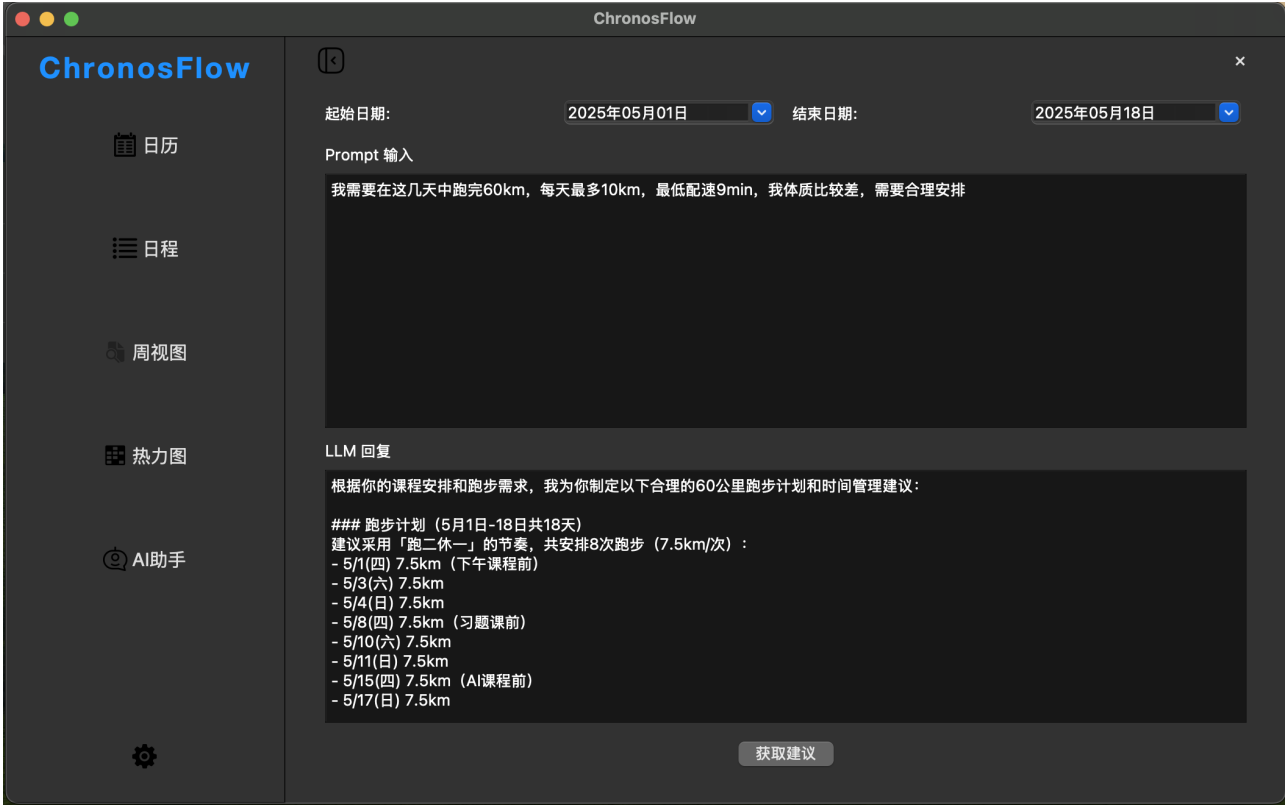 ChronosFlow
ChronosFlow
日历
日程
周视图
热力图
AI助手
起始日期:
2025年05月01日
结束日期:
2025年05月18日
Prompt 输入
我需要在这几天中跑完60km，每天最多10km，最低配速9min，我体质比较差，需要合理安排
LLM 回复
根据你的课程安排和跑步需求，我为你制定以下合理的60公里跑步计划和时间管理建议：
### 跑步计划（5月1日-18日共18天）
建议采用「跑二休一」的节奏，共安排8次跑步（7.5km/次）：
- 5/1(四) 7.5km（下午课程前）
- 5/3(六) 7.5km
- 5/4(日) 7.5km
- 5/8(四) 7.5km（习题课前）
- 5/10(六) 7.5km
- 5/11(日) 7.5km
- 5/15(四) 7.5km（AI课程前）
- 5/17(日) 7.5km
获取建议